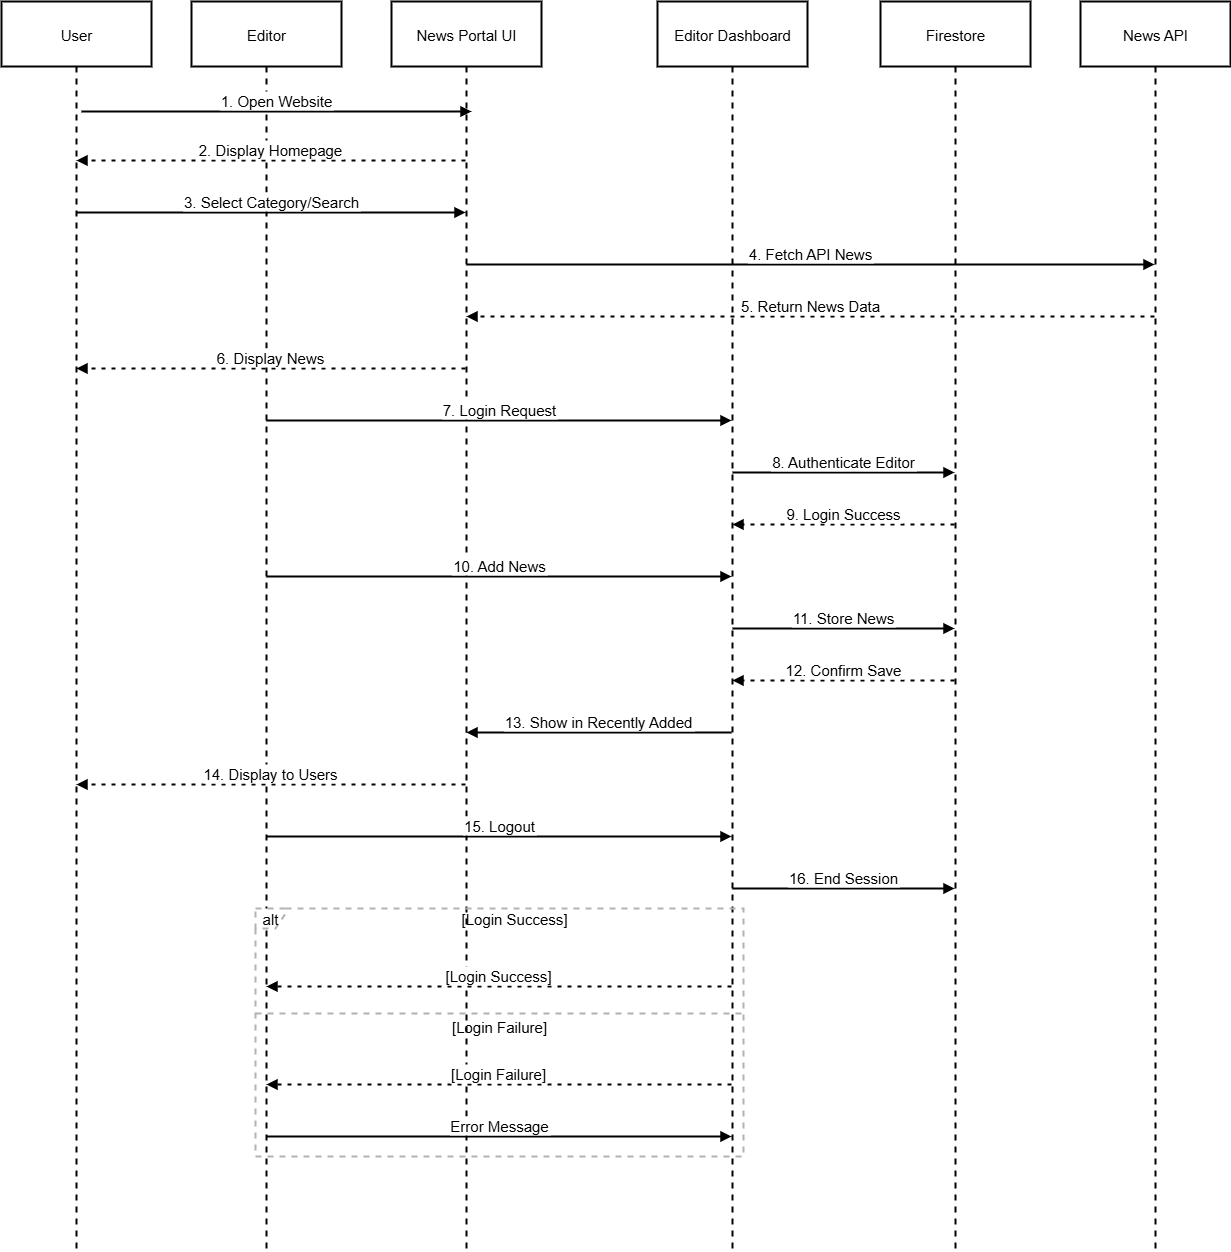 User
Editor
News Portal UI
Editor Dashboard
Firestore
News API
1. Open Website
2. Display Homepage
3. Select Category/Search
4. Fetch API News
5. Return News Data
6. Display News
7. Login Request
8. Authenticate Editor
9. Login Success
10. Add News
11. Store News
12. Confirm Save
13. Show in Recently Added
14. Display to Users
15. Logout
16. End Session
alt
[Login Success]
[Login Success]
[Login Failure]
[Login Failure]
Error Message